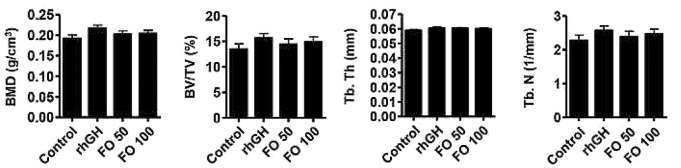 BMD (g/cm³)
0.25
0.20
0.15
0.10
0.05
0.00
Control
rhGH
FO 50
FO 100
BV/TV (%)
20
15
10
5
0
Control
rhGH
FO 50
FO 100
Tb. Th (mm)
0.07
0.06
0.05
0.04
0.03
0.02
0.01
0.00
Control
rhGH
FO 50
FO 100
Tb. N (1/mm)
3
2
1
0
Control
rhGH
FO 50
FO 100